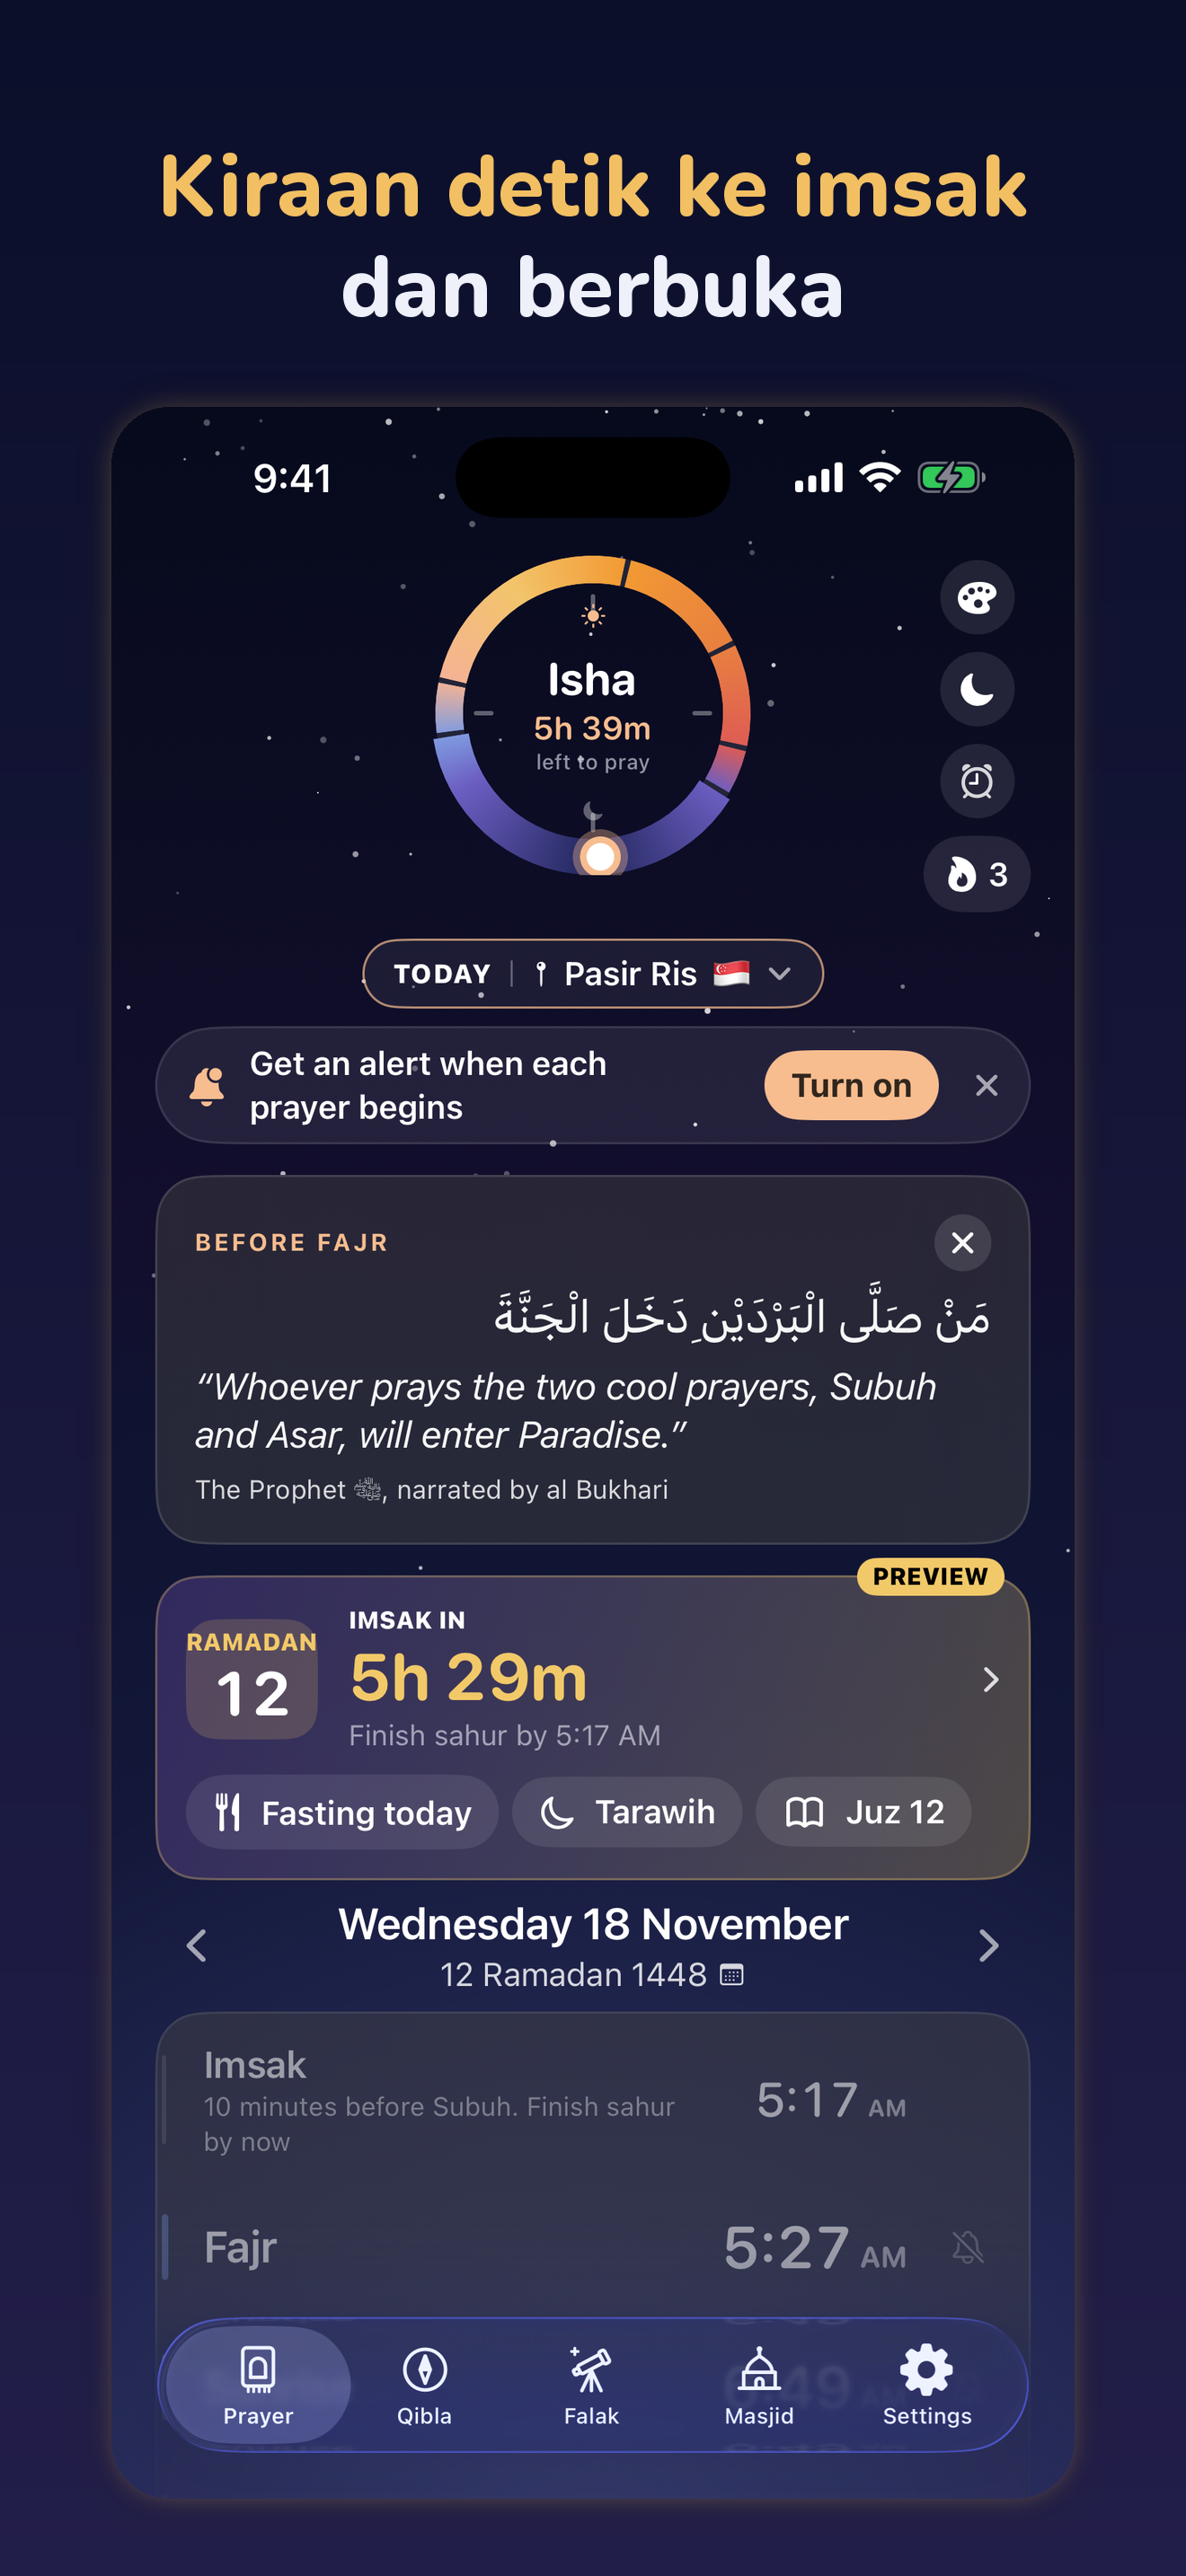 Kiraan detik ke imsak
dan berbuka
9:41
Isha
5h 39m
left to pray
3
TODAY | Pasir Ris
Get an alert when each
prayer begins
Turn on
BEFORE FAJR
مَنْ صَلَّى الْبَرْدَيْنِ دَخَلَ الْجَنَّةَ
“Whoever prays the two cool prayers, Subuh
and Asar, will enter Paradise.”
The Prophet ﷺ, narrated by al Bukhari
PREVIEW
RAMADAN
12
IMSAK IN
5h 29m
Finish sahur by 5:17 AM
Fasting today
Tarawih
Juz 12
Wednesday 18 November
12 Ramadan 1448
Imsak
10 minutes before Subuh. Finish sahur
by now
5:17 AM
Fajr
5:27 AM
Prayer
Qibla
Falak
Masjid
Settings